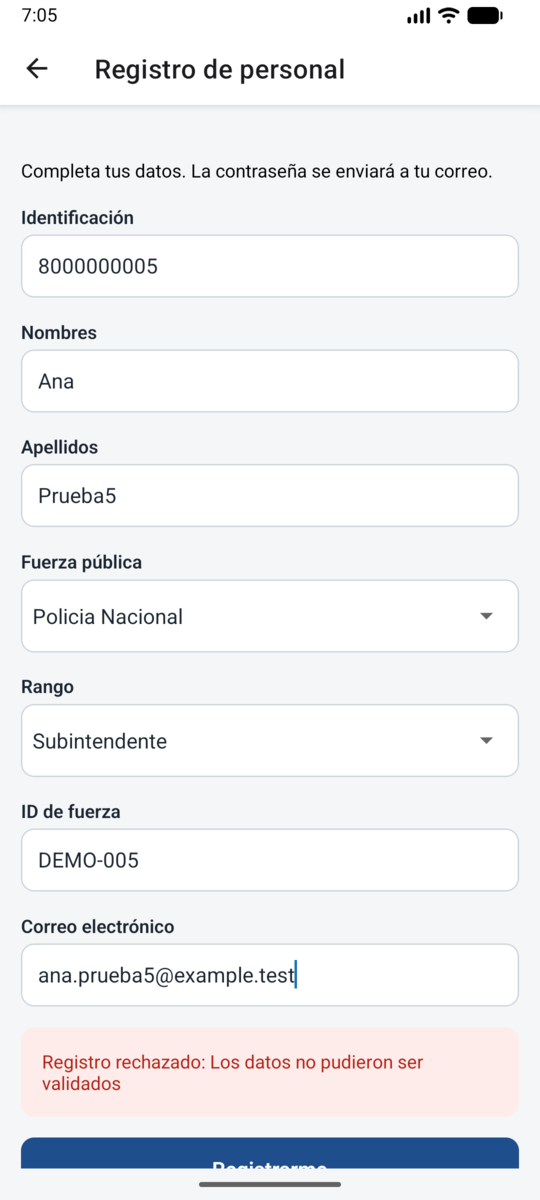 7:05
Registro de personal
Completa tus datos. La contraseña se enviará a tu correo.
Identificación
8000000005
Nombres
Ana
Apellidos
Prueba5
Fuerza pública
Policia Nacional
Rango
Subintendente
ID de fuerza
DEMO-005
Correo electrónico
ana.prueba5@example.test
Registro rechazado: Los datos no pudieron ser
validados
Registrarme